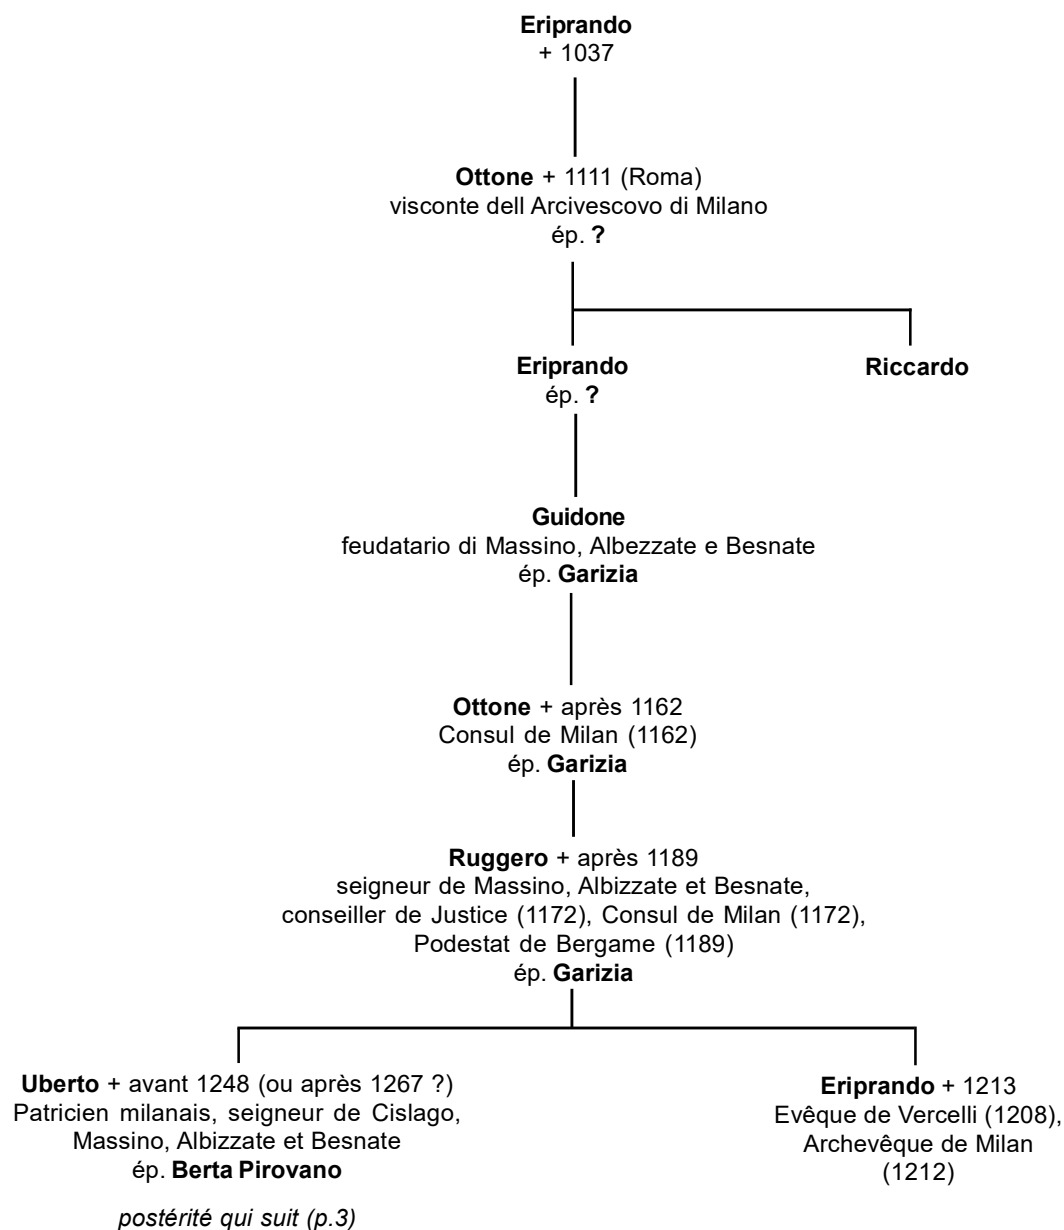 Eriprando
+ 1037
Ottone + 1111 (Roma)
visconte dell Arcivescovo di Milano
ép. ?
Eriprando
ép. ?
Riccardo
Guidone
feudatario di Massino, Albezzate e Besnate
ép. Garizia
Ottone + après 1162
Consul de Milan (1162)
ép. Garizia
Ruggero + après 1189
seigneur de Massino, Albizzate et Besnate,
conseiller de Justice (1172), Consul de Milan (1172),
Podestat de Bergame (1189)
ép. Garizia
Uberto + avant 1248 (ou après 1267 ?)
Patricien milanais, seigneur de Cislago,
Massino, Albizzate et Besnate
ép. Berta Pirovano
postérité qui suit (p.3)
Eriprando + 1213
Evêque de Vercelli (1208),
Archevêque de Milan
(1212)